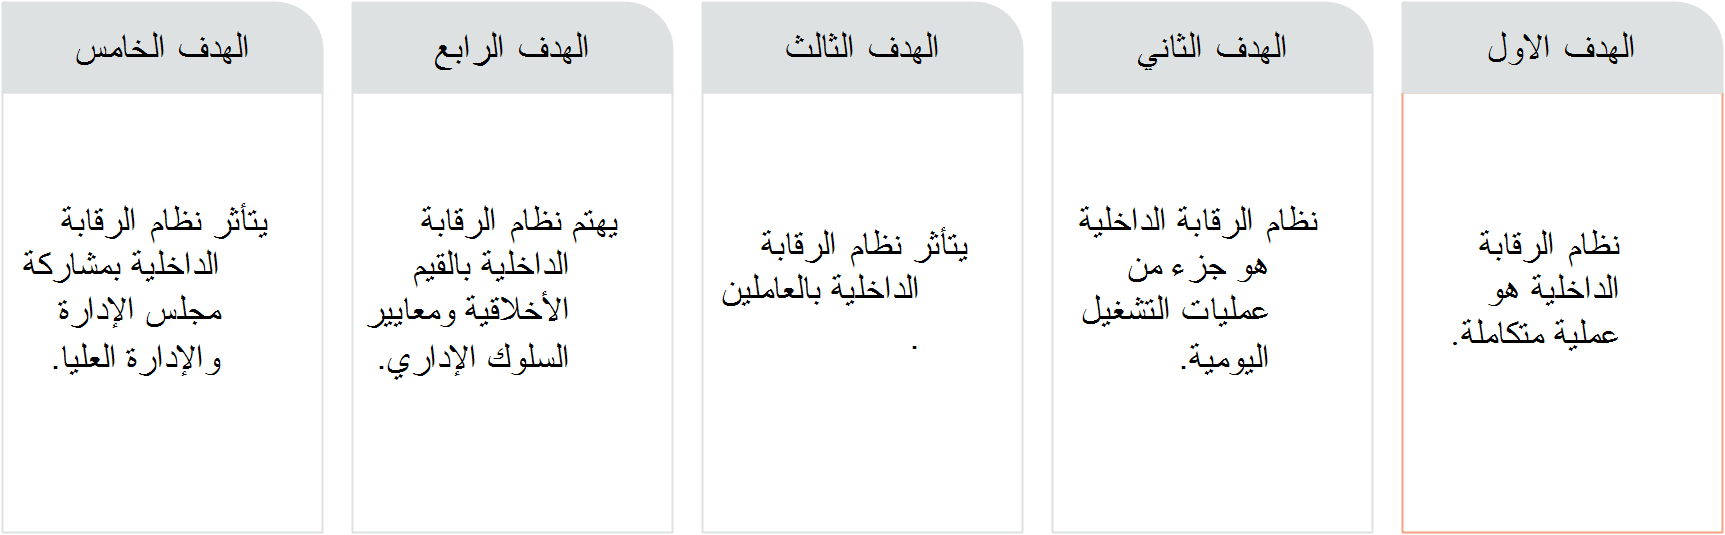 الهدف الاول
نظام الرقابة
الداخلية هو
عملية متكاملة.
الهدف الثاني
نظام الرقابة الداخلية
هو جزء من
عمليات التشغيل
اليومية.
الهدف الثالث
يتأثر نظام الرقابة
الداخلية بالعاملين
.
الهدف الرابع
يهتم نظام الرقابة
الداخلية بالقيم
الأخلاقية ومعايير
السلوك الإداري.
الهدف الخامس
يتأثر نظام الرقابة
الداخلية بمشاركة
مجلس الإدارة
والإدارة العليا.